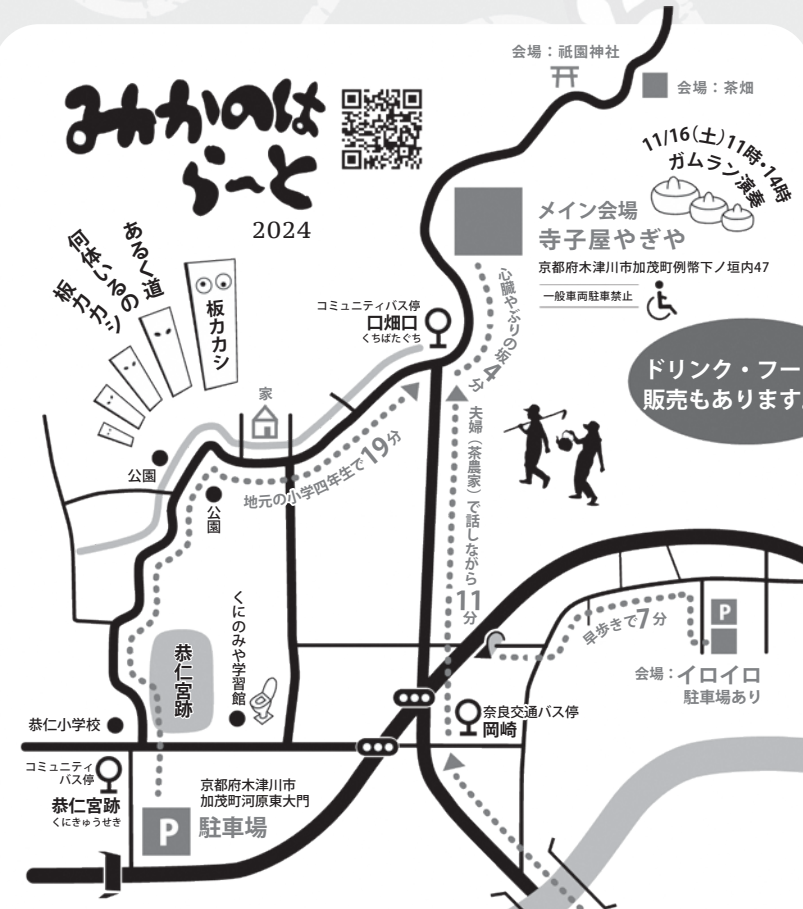 会場：祇園神社
会場：茶畑
みかのはら〜と
2024
11/16(土)11時・14時
ガムラン演奏
メイン会場
寺子屋やぎや
京都府木津川市加茂町例幣下ノ垣内47
一般車両駐車禁止
あるく道
何体いるの
板カカシ
板カカシ
コミュニティバス停
口畑口
くちばたぐち
心臓やぶりの坂4分
ドリンク・フー
販売もあります
家
公園
公園
地元の小学四年生で19分
夫婦（茶農家）で話しながら11分
くにのみや学習館
恭仁宮跡
早歩きで7分
P
会場：イロイロ
駐車場あり
奈良交通バス停
岡崎
恭仁小学校
コミュニティ
バス停
恭仁宮跡
くにきゅうせき
京都府木津川市
加茂町河原東大門
P 駐車場